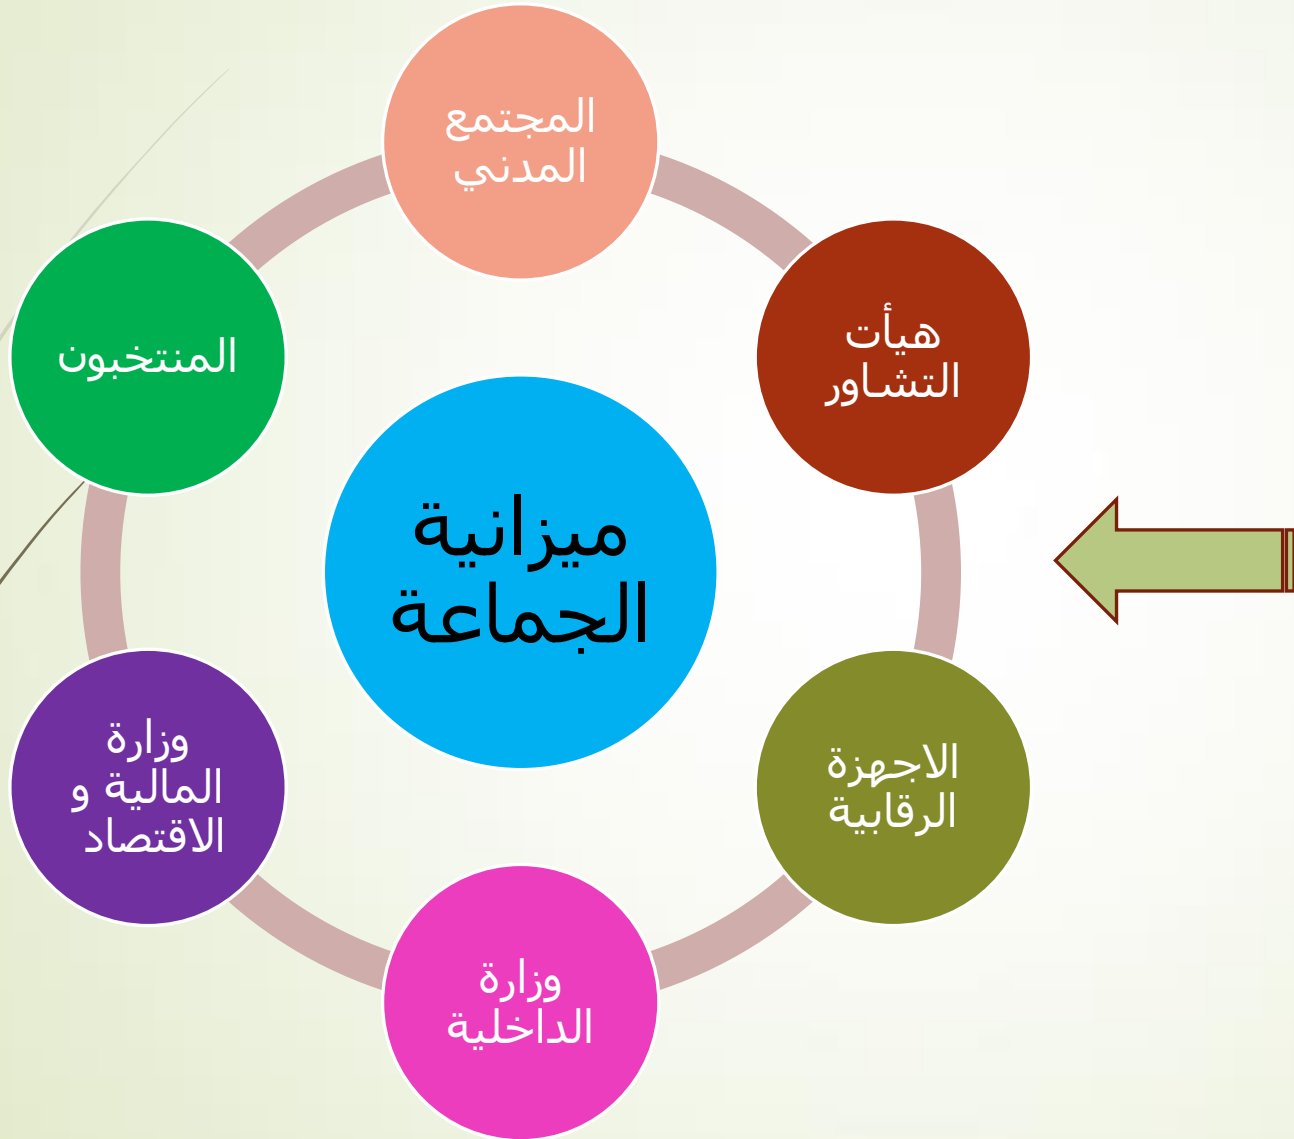 المجتمع
المدني
هيأت
التشاور
المنتخبون
ميزانية
الجماعة
الاجهزة
الرقابية
وزارة
المالية و
الاقتصاد
وزارة
الداخلية